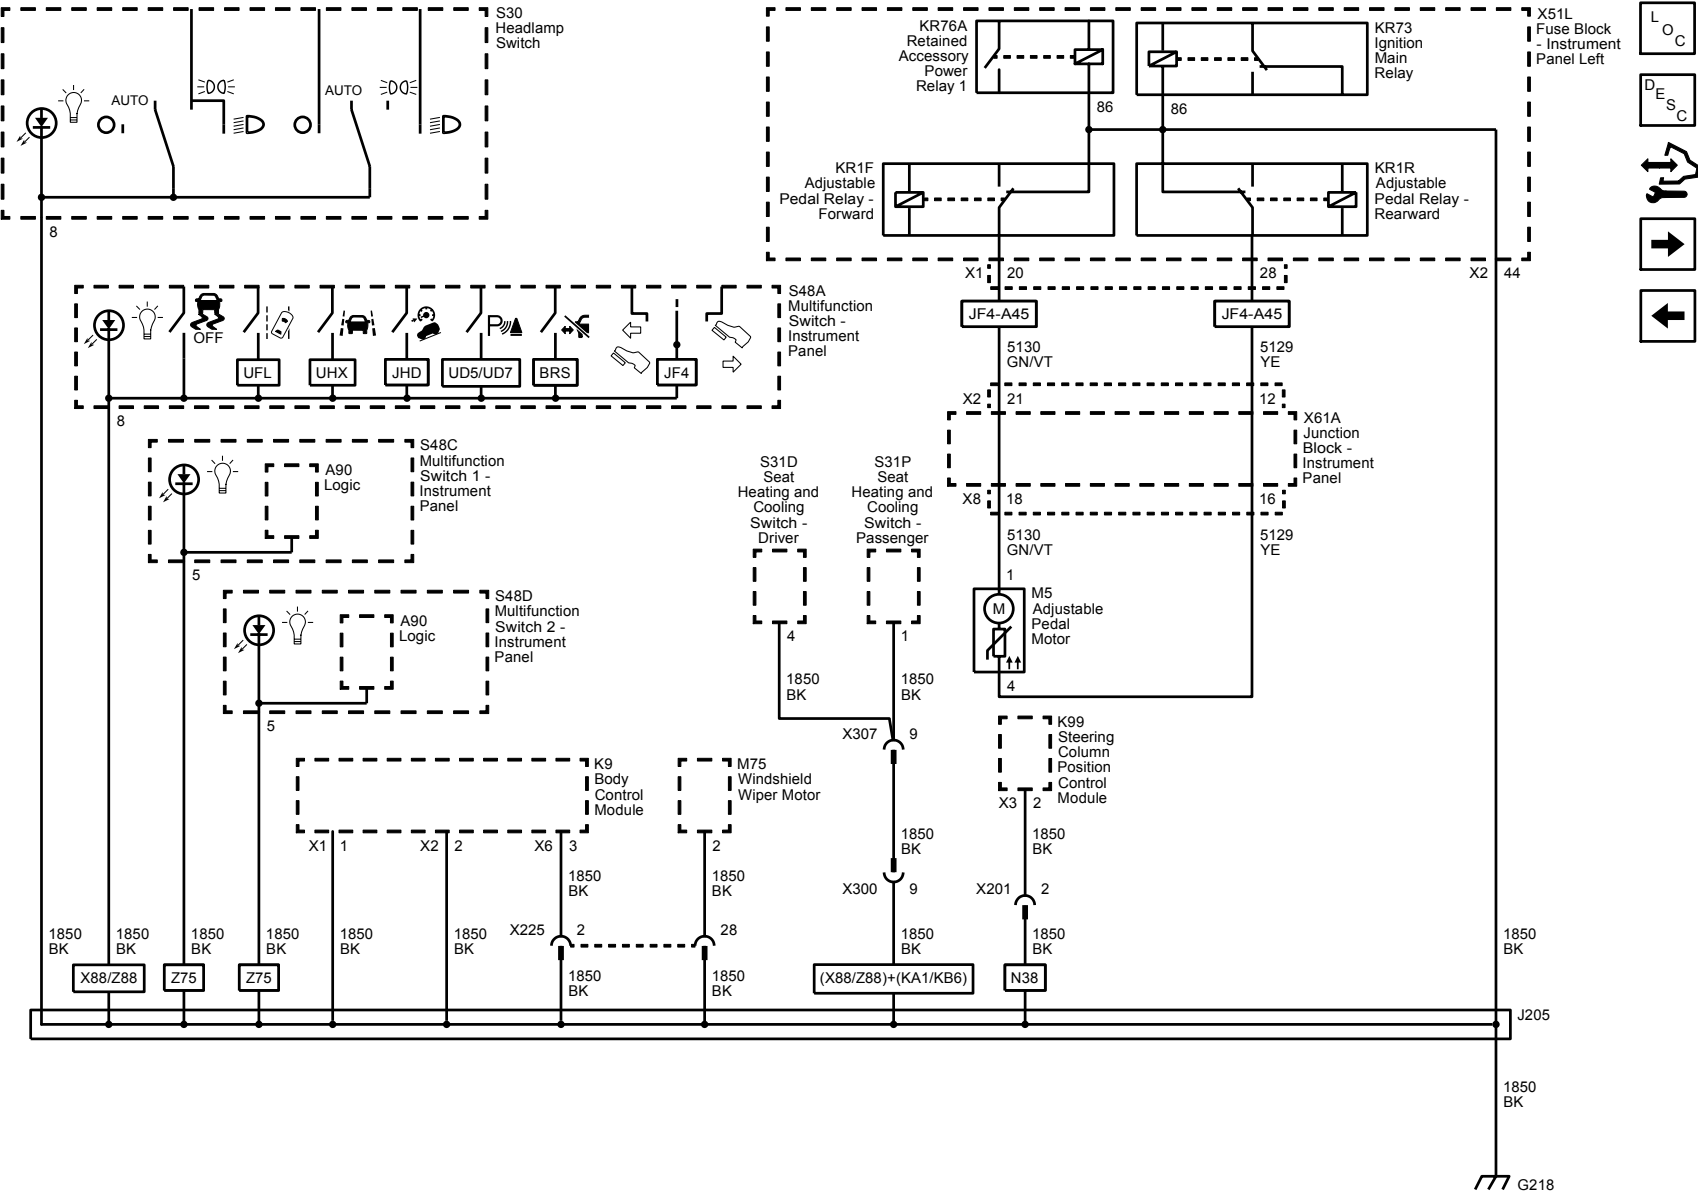 S30
Headlamp
Switch
AUTO
AUTO
8
KR76A
Retained
Accessory
Power
Relay 1
86
KR73
Ignition
Main
Relay
86
X51L
Fuse Block
- Instrument
Panel Left
L
O
C
D
E
S
C
KR1F
Adjustable
Pedal Relay -
Forward
KR1R
Adjustable
Pedal Relay -
Rearward
X1
20
28
X2
44
S48A
Multifunction
Switch -
Instrument
Panel
OFF
P
UFL
UHX
JHD
UD5/UD7
BRS
JF4
8
JF4-A45
JF4-A45
5130
GN/VT
5129
YE
X2
21
12
X61A
Junction
Block -
Instrument
Panel
X8
18
16
5130
GN/VT
5129
YE
S48C
Multifunction
Switch 1 -
Instrument
Panel
A90
Logic
5
S48D
Multifunction
Switch 2 -
Instrument
Panel
A90
Logic
5
S31D
Seat
Heating and
Cooling
Switch -
Driver
4
1850
BK
S31P
Seat
Heating and
Cooling
Switch -
Passenger
1
1850
BK
1
M
M5
Adjustable
Pedal
Motor
4
X307
9
K99
Steering
Column
Position
Control
Module
X3
2
K9
Body
Control
Module
X1
1
X2
2
X6
3
M75
Windshield
Wiper Motor
2
1850
BK
1850
BK
1850
BK
1850
BK
X300
9
X201
2
X225
2
28
1850
BK
1850
BK
1850
BK
1850
BK
1850
BK
1850
BK
1850
BK
1850
BK
1850
BK
X88/Z88
Z75
Z75
1850
BK
1850
BK
(X88/Z88)+(KA1/KB6)
N38
J205
1850
BK
G218